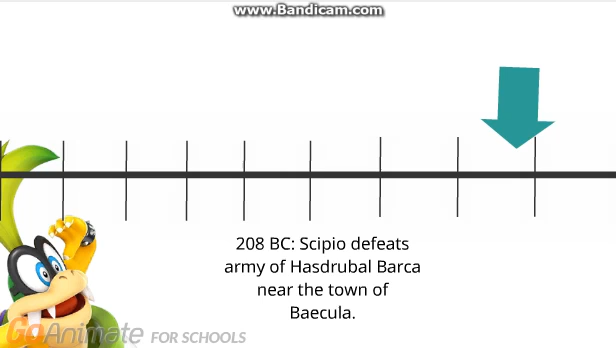 www.Bandicam.com
208 BC: Scipio defeats
army of Hasdrubal Barca
near the town of
Baecula.
GoAnimate FOR SCHOOLS